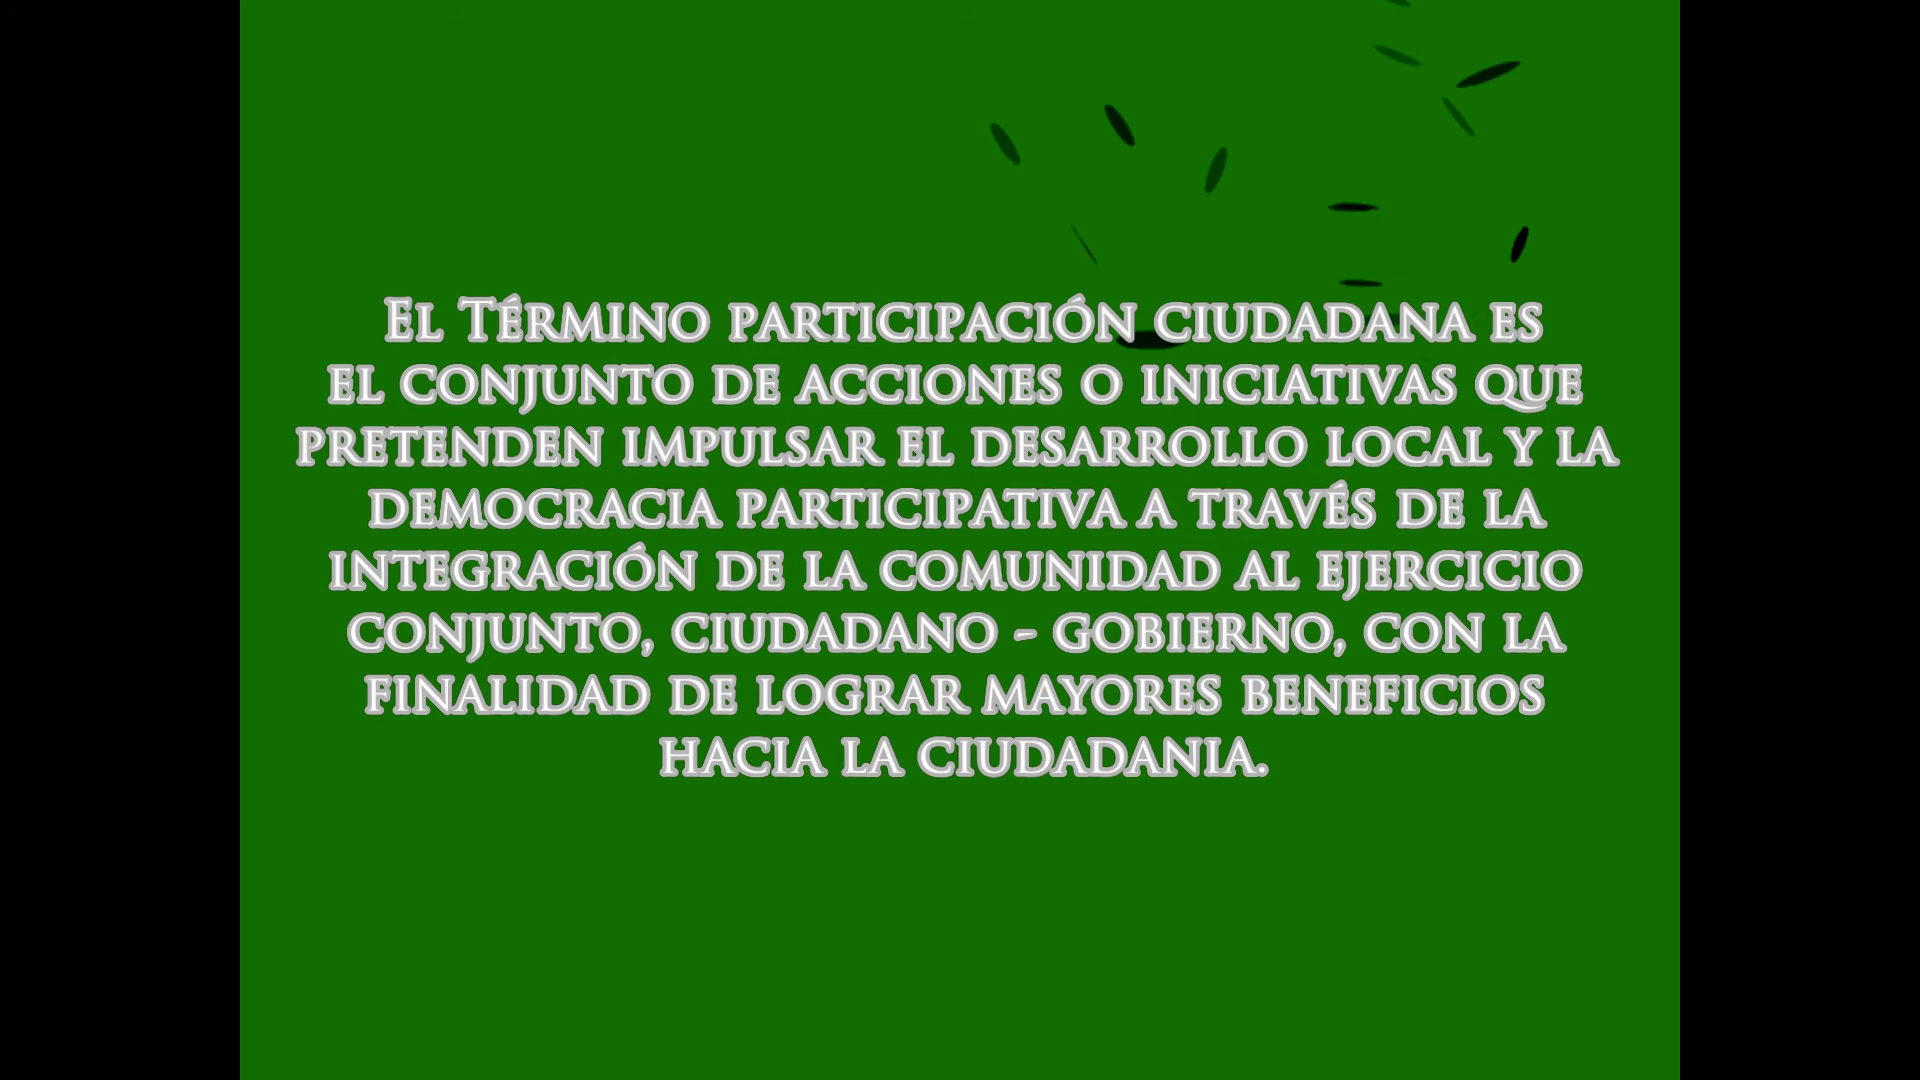 El Término participación ciudadana es
el conjunto de acciones o iniciativas que
pretenden impulsar el desarrollo local y la
democracia participativa a través de la
integración de la comunidad al ejercicio
conjunto, ciudadano - gobierno, con la
finalidad de lograr mayores beneficios
hacia la ciudadania.